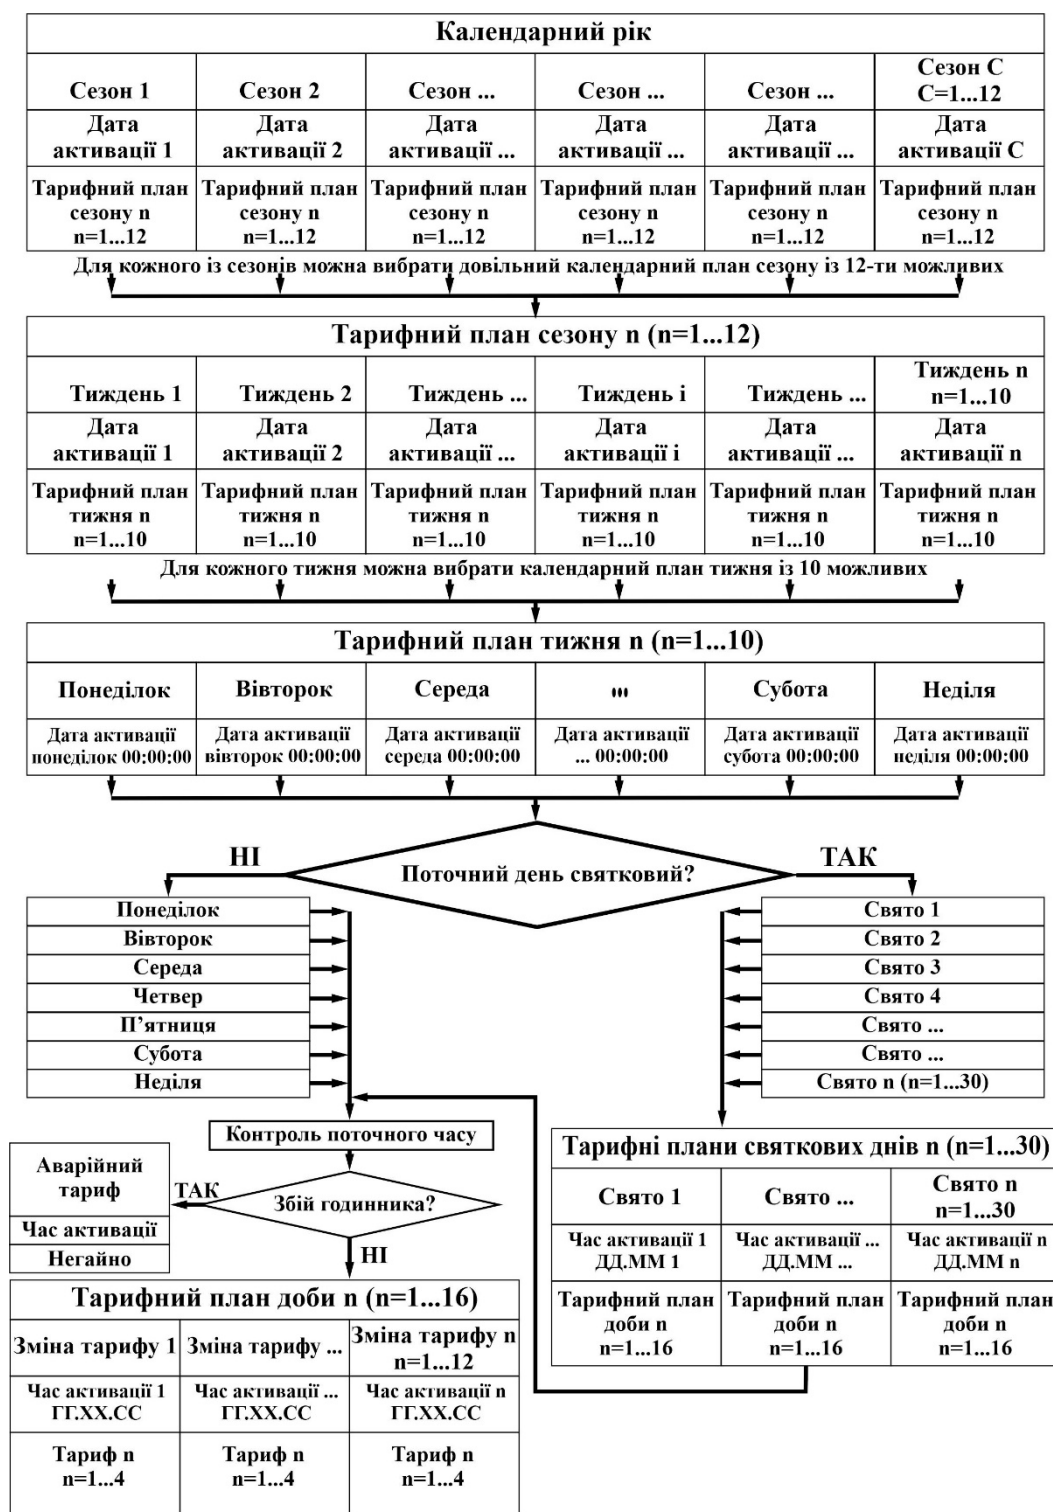 Календарний рік
Сезон 1 Сезон 2 Сезон ... Сезон ... Сезон ... Сезон С
С=1...12
Дата Дата Дата Дата Дата Дата
активації 1 активації 2 активації ... активації ... активації ... активації С
Тарифний план Тарифний план Тарифний план Тарифний план Тарифний план Тарифний план
сезону n сезону n сезону n сезону n сезону n сезону n
n=1...12 n=1...12 n=1...12 n=1...12 n=1...12 n=1...12
Для кожного із сезонів можна вибрати довільний календарний план сезону із 12-ти можливих
Тарифний план сезону n (n=1...12)
Тиждень 1 Тиждень 2 Тиждень ... Тиждень i Тиждень ... Тиждень n
n=1...10
Дата Дата Дата Дата Дата Дата
активації 1 активації 2 активації ... активації i активації ... активації n
Тарифний план Тарифний план Тарифний план Тарифний план Тарифний план Тарифний план
тижня n тижня n тижня n тижня n тижня n тижня n
n=1...10 n=1...10 n=1...10 n=1...10 n=1...10 n=1...10
Для кожного тижня можна вибрати календарний план тижня із 10 можливих
Тарифний план тижня n (n=1...10)
Понеділок Вівторок Середа ... Субота Неділя
Дата активації Дата активації Дата активації Дата активації Дата активації Дата активації
понеділок 00:00:00 вівторок 00:00:00 середа 00:00:00 ... 00:00:00 субота 00:00:00 неділя 00:00:00
НІ Поточний день святковий? ТАК
Понеділок
Вівторок
Середа
Четвер
П’ятниця
Субота
Неділя
Свято 1
Свято 2
Свято 3
Свято 4
Свято ...
Свято ...
Свято n (n=1...30)
Контроль поточного часу
Збій годинника?
ТАК
НІ
Аварійний
тариф
Час активації
Негайно
Тарифні плани святкових днів n (n=1...30)
Свято 1 Свято ... Свято n
n=1...30
Час активації 1 Час активації ... Час активації n
ДД.ММ 1 ДД.ММ ... ДД.ММ n
Тарифний план Тарифний план Тарифний план
доби n доби n доби n
n=1...16 n=1...16 n=1...16
Тарифний план доби n (n=1...16)
Зміна тарифу 1 Зміна тарифу ... Зміна тарифу n
n=1...12
Час активації 1 Час активації ... Час активації n
ГГ.ХХ.СС ГГ.ХХ.СС ГГ.ХХ.СС
Тариф n Тариф n Тариф n
n=1...4 n=1...4 n=1...4